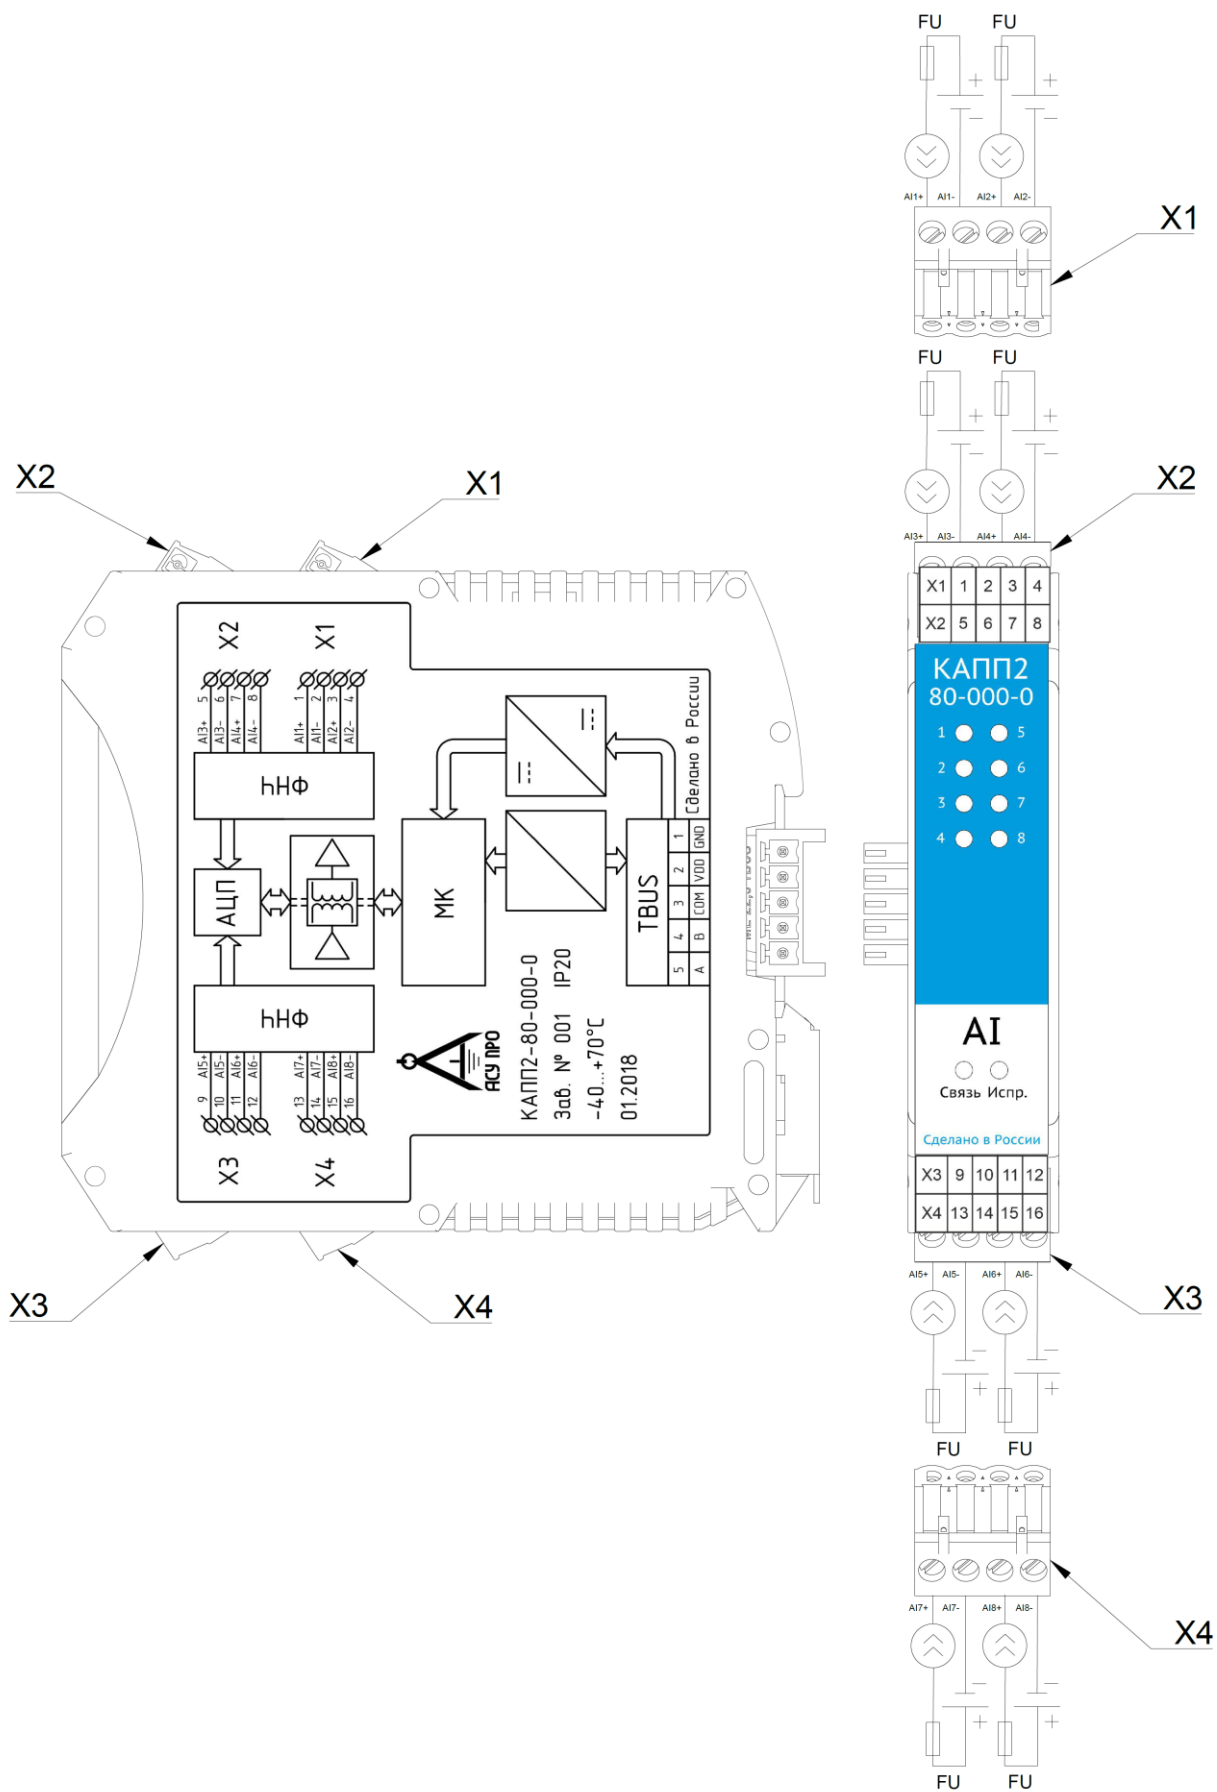 FU FU
+ +
− −
AI1+ AI1- AI2+ AI2-
X1
FU FU
+ +
− −
AI3+ AI3- AI4+ AI4-
X2
X1 1 2 3 4
X2 5 6 7 8
КАПП2
80-000-0
1 5
2 6
3 7
4 8
AI
Связь Испр.
Сделано в России
X3 9 10 11 12
X4 13 14 15 16
AI5+ AI5- AI6+ AI6-
X3
− −
+ +
FU FU
AI7+ AI7- AI8+ AI8-
X4
− −
+ +
FU FU
X2
X1
X3
X4
X2
X1
5 AI3+
6 AI3-
7 AI4+
8 AI4-
1 AI1+
2 AI1-
3 AI2+
4 AI2-
ФНЧ
АЦП
ФНЧ
9 AI5+
10 AI5-
11 AI6+
12 AI6-
13 AI7+
14 AI7-
15 AI8+
16 AI8-
X3
X4
МК
TBUS
5 4 3 2 1
A B COM VDD GND
Сделано в России
АСУ ПРО
КАПП2-80-000-0
Зав. № 001 IP20
-40...+70°C
01.2018